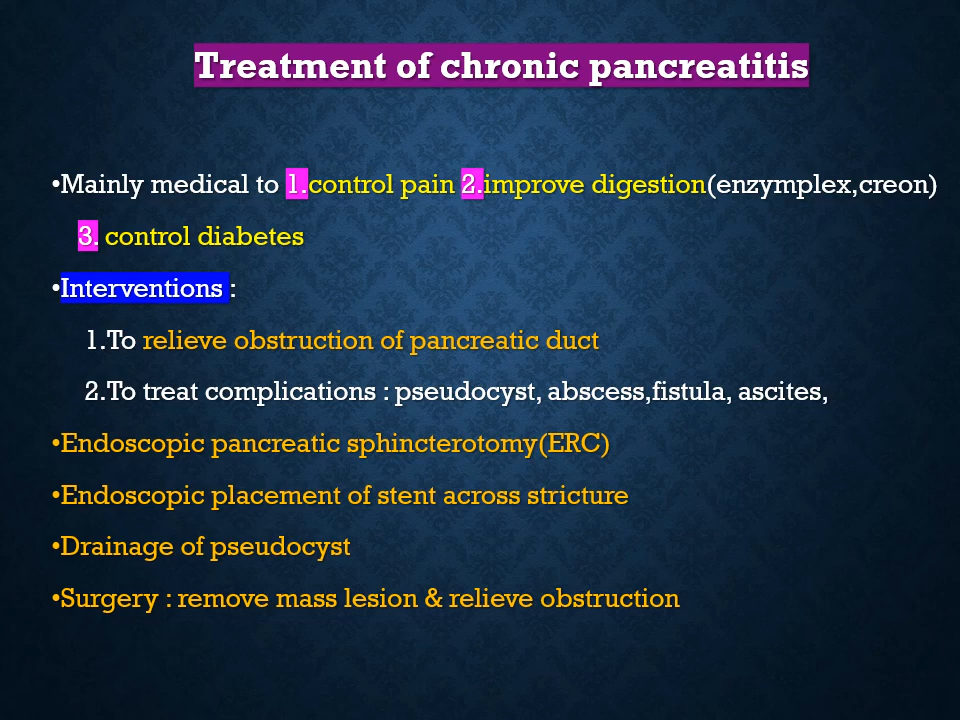 Treatment of chronic pancreatitis
•Mainly medical to 1.control pain 2.improve digestion(enzymplex,creon)
3. control diabetes
•Interventions :
1.To relieve obstruction of pancreatic duct
2.To treat complications : pseudocyst, abscess,fistula, ascites,
•Endoscopic pancreatic sphincterotomy(ERC)
•Endoscopic placement of stent across stricture
•Drainage of pseudocyst
•Surgery : remove mass lesion & relieve obstruction